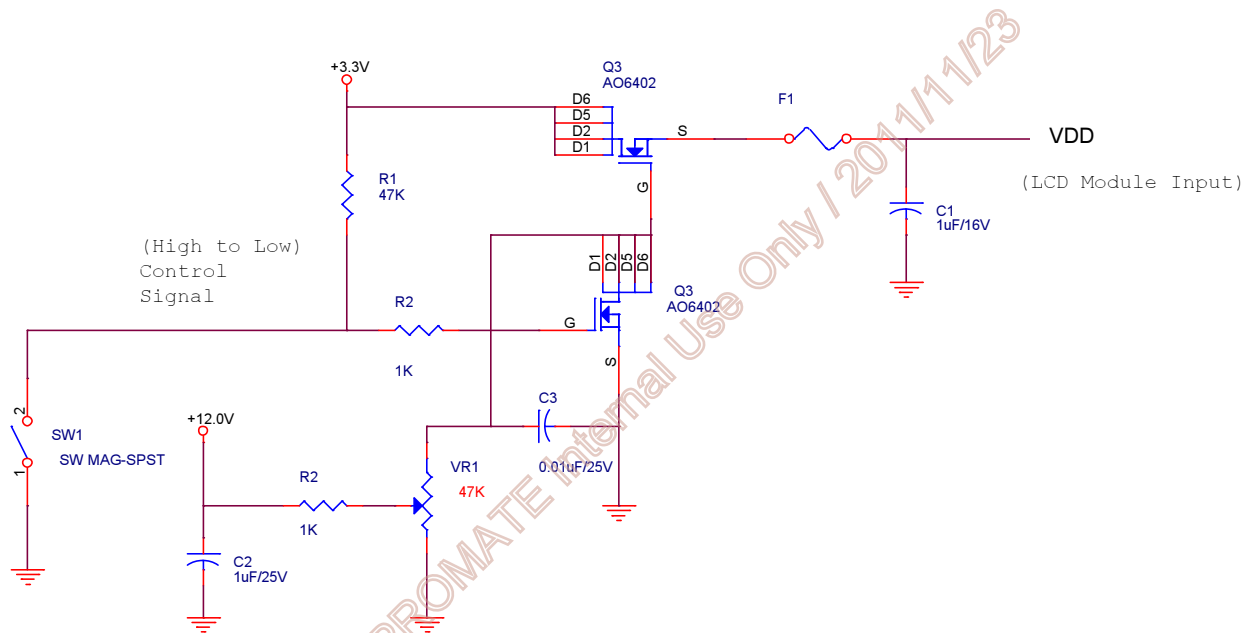 +3.3V
Q3
AO6402
D6
D5
D2
D1
S
G
F1
VDD
(LCD Module Input)
C1
1uF/16V
R1
47K
(High to Low)
Control
Signal
R2
1K
D1
D2
D5
D6
Q3
AO6402
G
S
2
1
SW1
SW MAG-SPST
+12.0V
R2
1K
VR1
47K
C3
0.01uF/25V
C2
1uF/25V
PROMATE Internal Use Only / 2011/11/23